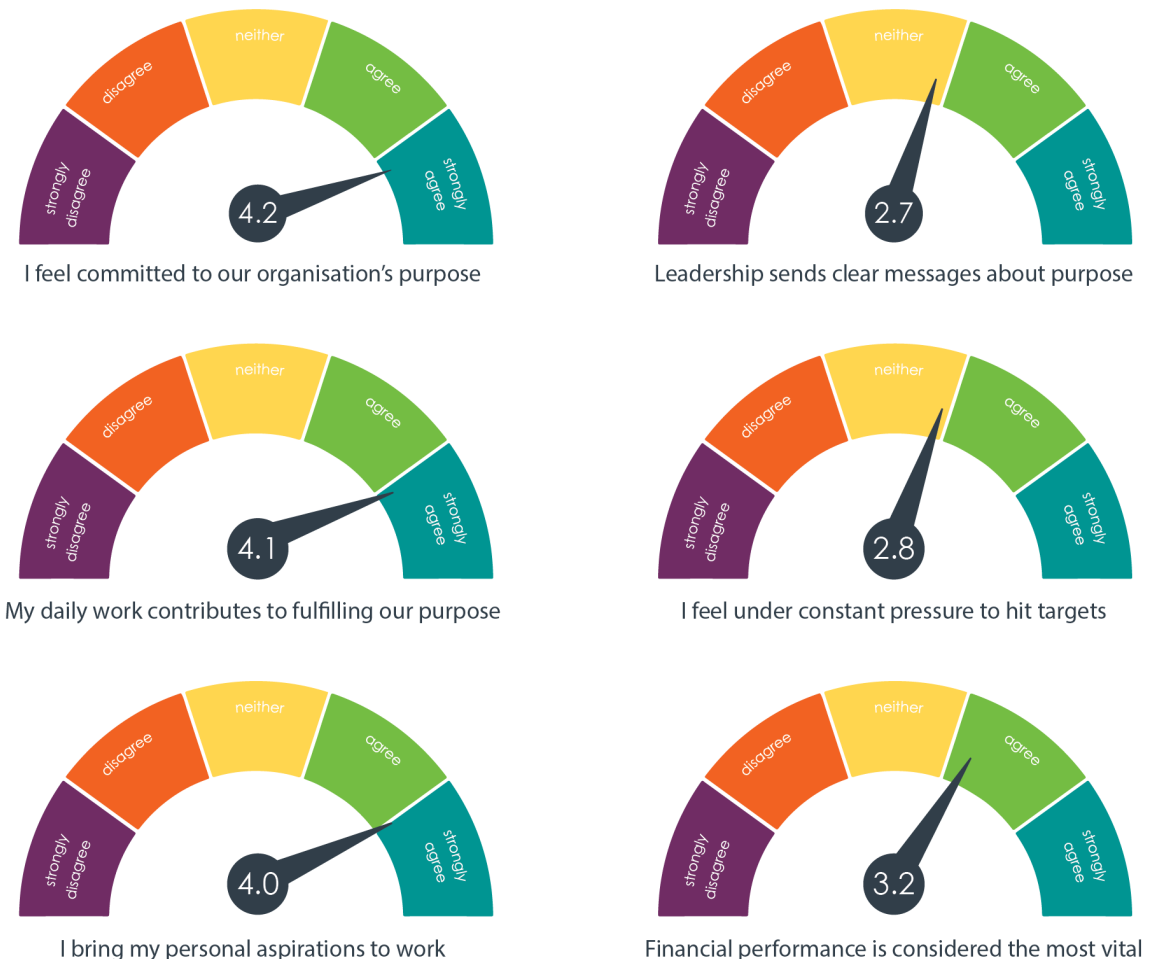 neither
disagree
agree
strongly
disagree
strongly
agree
4.2
I feel committed to our organisation’s purpose
neither
disagree
agree
strongly
disagree
strongly
agree
2.7
Leadership sends clear messages about purpose
neither
disagree
agree
strongly
disagree
strongly
agree
4.1
My daily work contributes to fulfilling our purpose
neither
disagree
agree
strongly
disagree
strongly
agree
2.8
I feel under constant pressure to hit targets
neither
disagree
agree
strongly
disagree
strongly
agree
4.0
I bring my personal aspirations to work
neither
disagree
agree
strongly
disagree
strongly
agree
3.2
Financial performance is considered the most vital